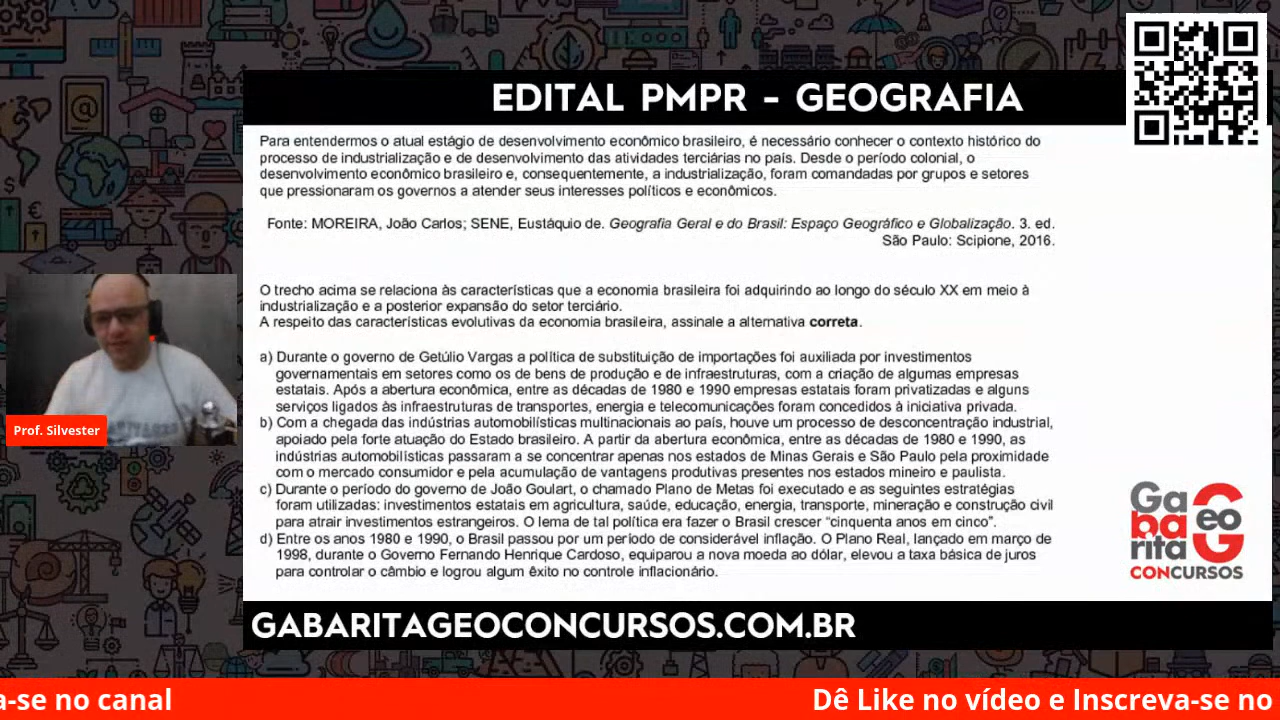 EDITAL PMPR - GEOGRAFIA
Para entendermos o atual estágio de desenvolvimento econômico brasileiro, é necessário conhecer o contexto histórico do
processo de industrialização e de desenvolvimento das atividades terciárias no país. Desde o período colonial, o
desenvolvimento econômico brasileiro e, consequentemente, a industrialização, foram comandadas por grupos e setores
que pressionaram os governos a atender seus interesses políticos e econômicos.
Fonte: MOREIRA, João Carlos; SENE, Eustáquio de. Geografia Geral e do Brasil: Espaço Geográfico e Globalização. 3. ed.
São Paulo: Scipione, 2016.
O trecho acima se relaciona às características que a economia brasileira foi adquirindo ao longo do século XX em meio à
industrialização e a posterior expansão do setor terciário.
A respeito das características evolutivas da economia brasileira, assinale a alternativa correta.
a) Durante o governo de Getúlio Vargas a política de substituição de importações foi auxiliada por investimentos
governamentais em setores como os de bens de produção e de infraestruturas, com a criação de algumas empresas
estatais. Após a abertura econômica, entre as décadas de 1980 e 1990 empresas estatais foram privatizadas e alguns
serviços ligados às infraestruturas de transportes, energia e telecomunicações foram concedidos à iniciativa privada.
b) Com a chegada das indústrias automobilísticas multinacionais ao país, houve um processo de desconcentração industrial,
apoiado pela forte atuação do Estado brasileiro. A partir da abertura econômica, entre as décadas de 1980 e 1990, as
indústrias automobilísticas passaram a se concentrar apenas nos estados de Minas Gerais e São Paulo pela proximidade
com o mercado consumidor e pela acumulação de vantagens produtivas presentes nos estados mineiro e paulista.
c) Durante o período do governo de João Goulart, o chamado Plano de Metas foi executado e as seguintes estratégias
foram utilizadas: investimentos estatais em agricultura, saúde, educação, energia, transporte, mineração e construção civil
para atrair investimentos estrangeiros. O lema de tal política era fazer o Brasil crescer “cinquenta anos em cinco”.
d) Entre os anos 1980 e 1990, o Brasil passou por um período de considerável inflação. O Plano Real, lançado em março de
1998, durante o Governo Fernando Henrique Cardoso, equiparou a nova moeda ao dólar, elevou a taxa básica de juros
para controlar o câmbio e logrou algum êxito no controle inflacionário.
Prof. Silvester
Gabarita Geo
CONCURSOS
GABARITAGEOCONCURSOS.COM.BR
a-se no canal
Dê Like no vídeo e Inscreva-se no